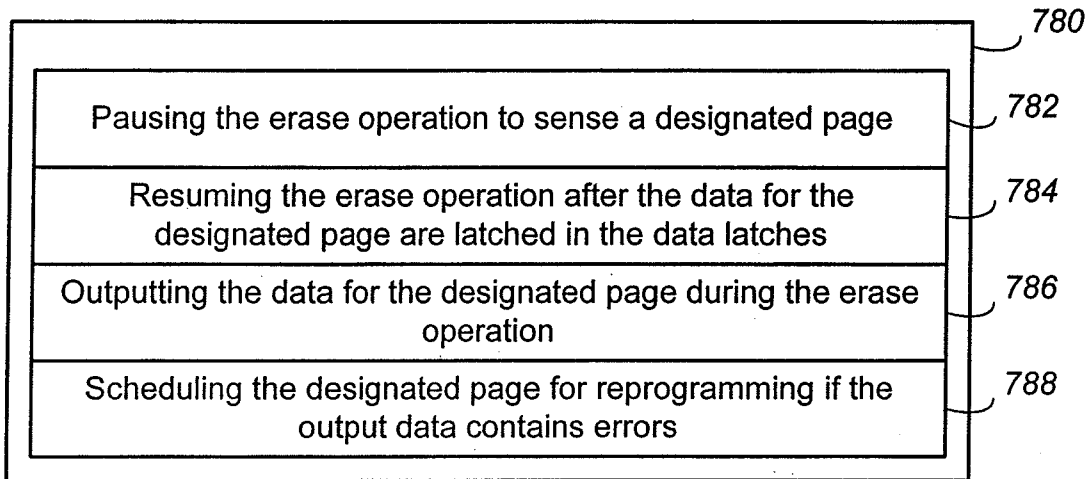 780
Pausing the erase operation to sense a designated page
782
Resuming the erase operation after the data for the
designated page are latched in the data latches
784
Outputting the data for the designated page during the erase
operation
786
Scheduling the designated page for reprogramming if the
output data contains errors
788